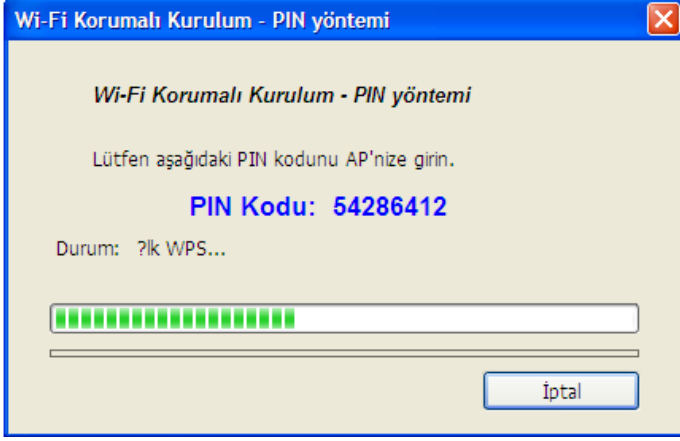 Wi-Fi Korumalı Kurulum - PIN yöntemi
Wi-Fi Korumalı Kurulum - PIN yöntemi
Lütfen aşağıdaki PIN kodunu AP'nize girin.
PIN Kodu: 54286412
Durum: ?lk WPS...
İptal